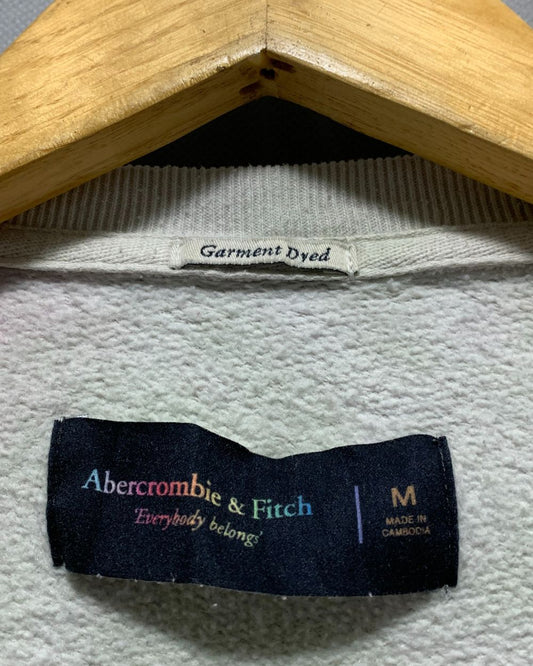 Garment Dyed
Abercrombie & Fitch
'Everybody belongs'
M
MADE IN
CAMBODIA